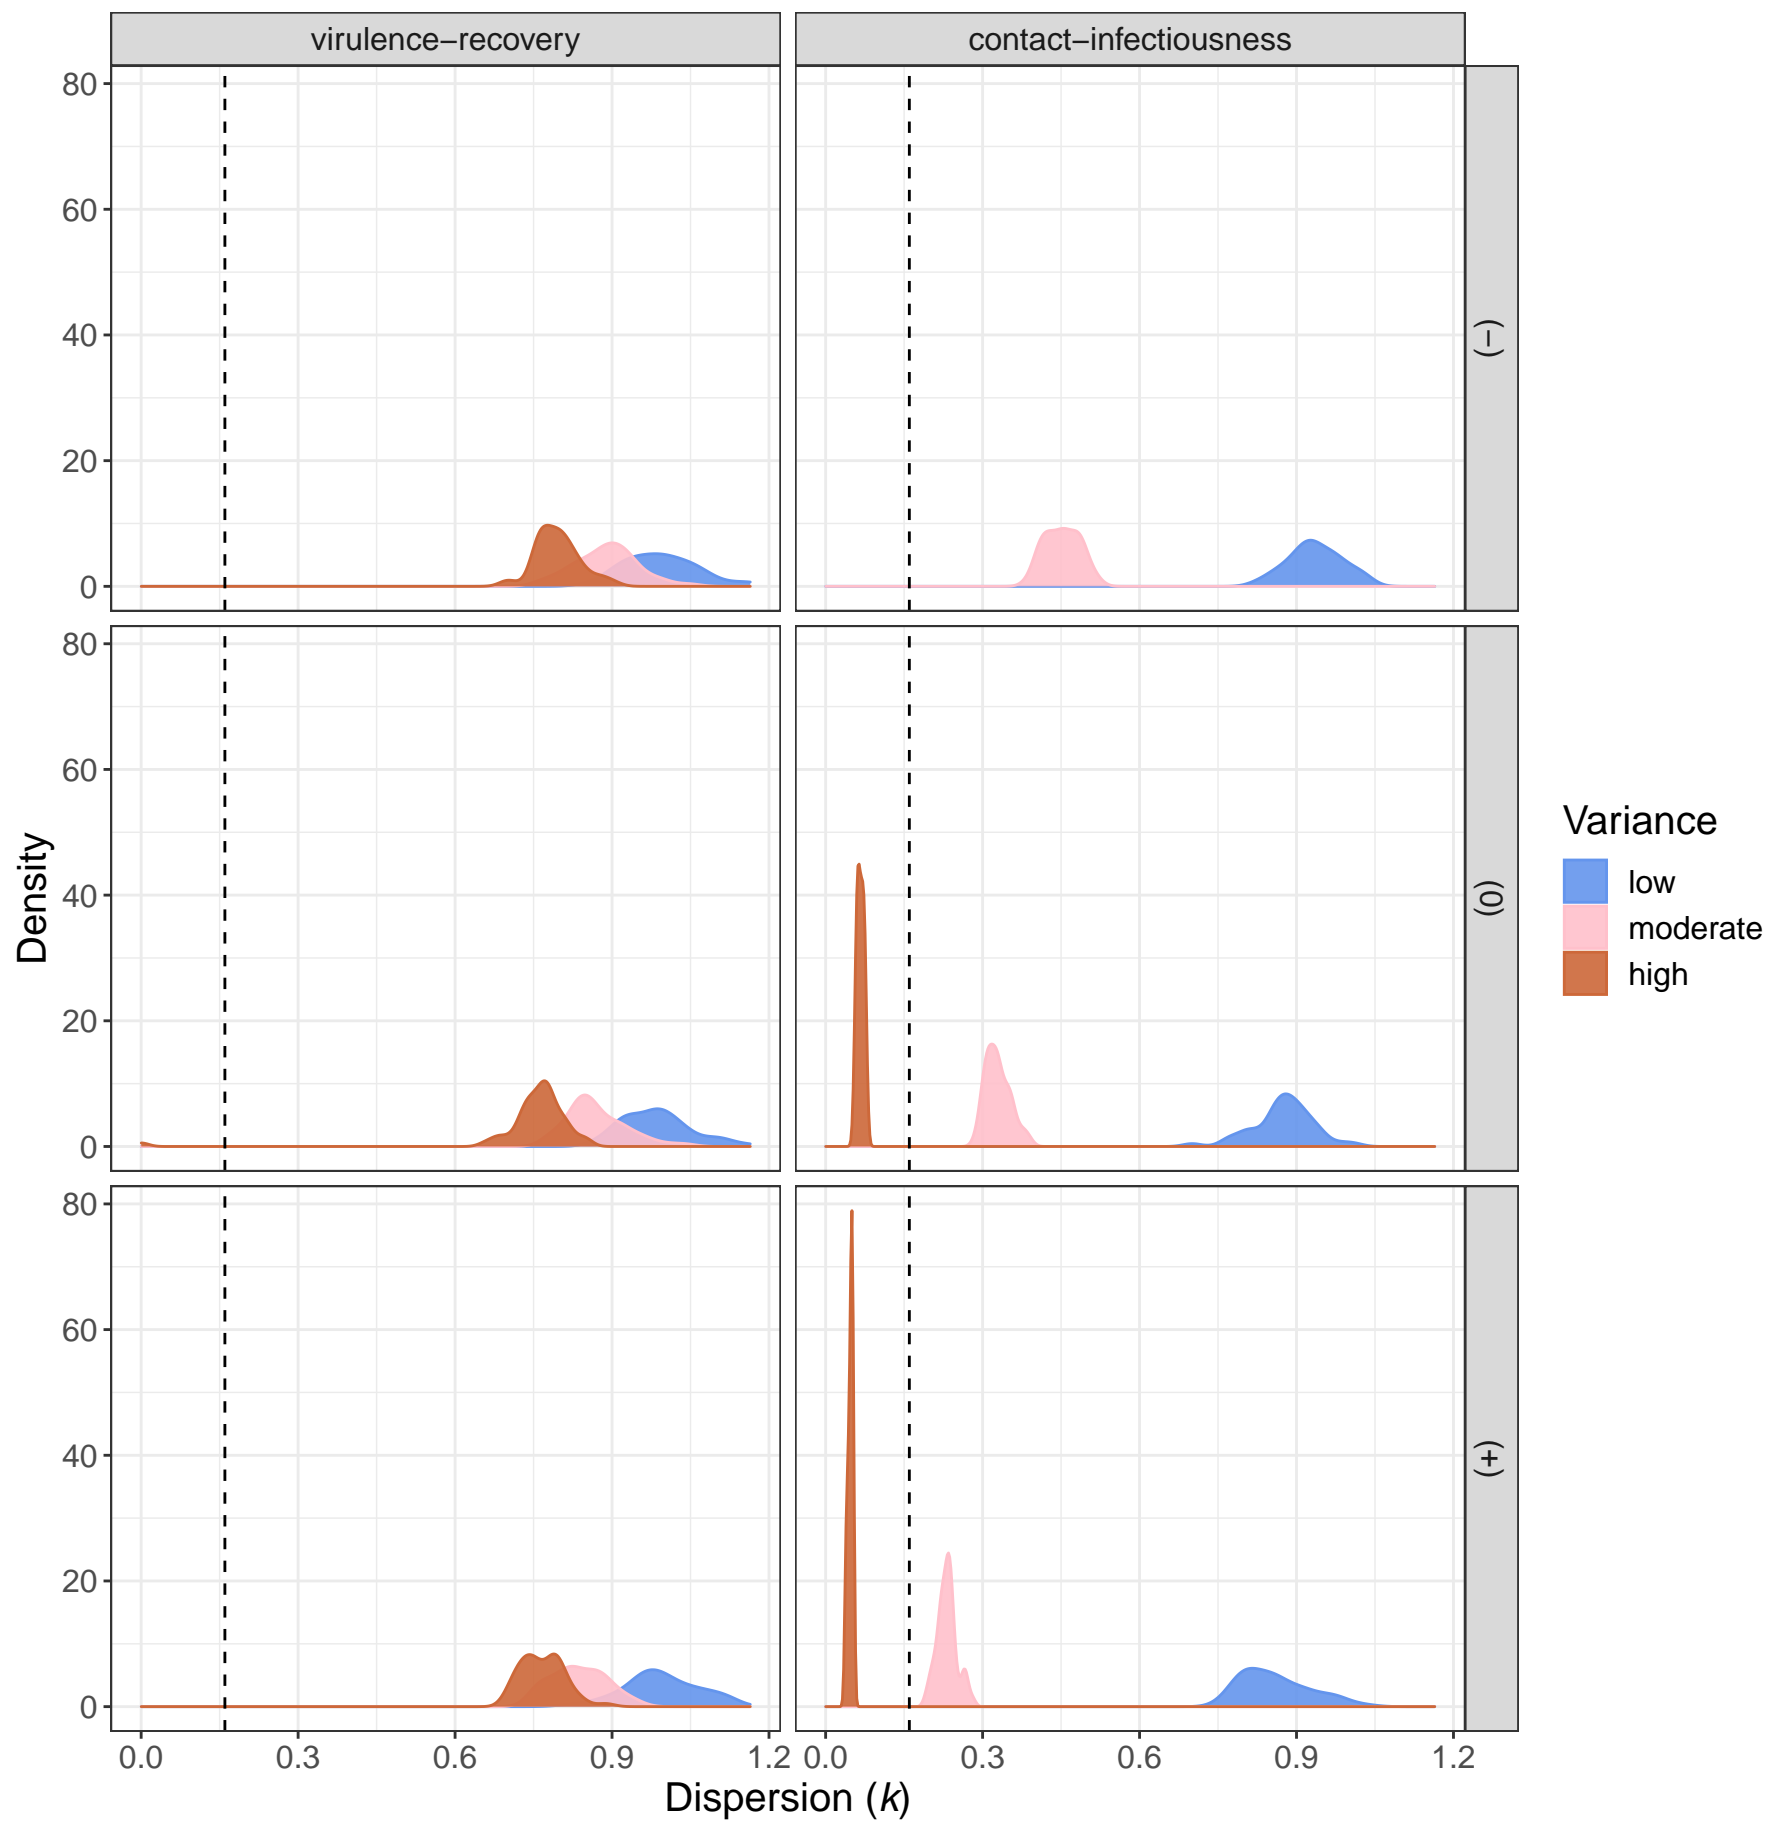 virulence−recovery
contact−infectiousness
80
60
40
20
0
(−)
80
60
40
20
0
(0)
80
60
40
20
0
(+)
0.0 0.3 0.6 0.9 1.2
0.0 0.3 0.6 0.9 1.2
Density
Dispersion (k)
Variance
low
moderate
high